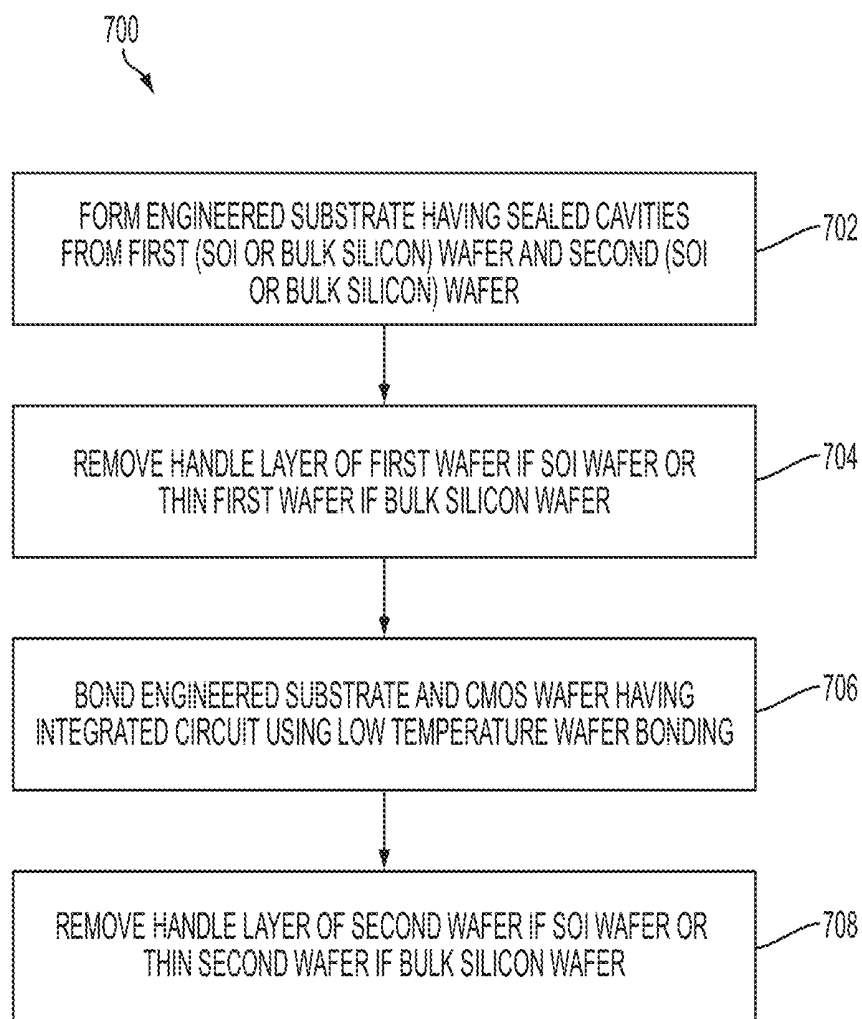 700
FORM ENGINEERED SUBSTRATE HAVING SEALED CAVITIES
FROM FIRST (SOI OR BULK SILICON) WAFER AND SECOND (SOI
OR BULK SILICON) WAFER
702
REMOVE HANDLE LAYER OF FIRST WAFER IF SOI WAFER OR
THIN FIRST WAFER IF BULK SILICON WAFER
704
BOND ENGINEERED SUBSTRATE AND CMOS WAFER HAVING
INTEGRATED CIRCUIT USING LOW TEMPERATURE WAFER BONDING
706
REMOVE HANDLE LAYER OF SECOND WAFER IF SOI WAFER OR
THIN SECOND WAFER IF BULK SILICON WAFER
708